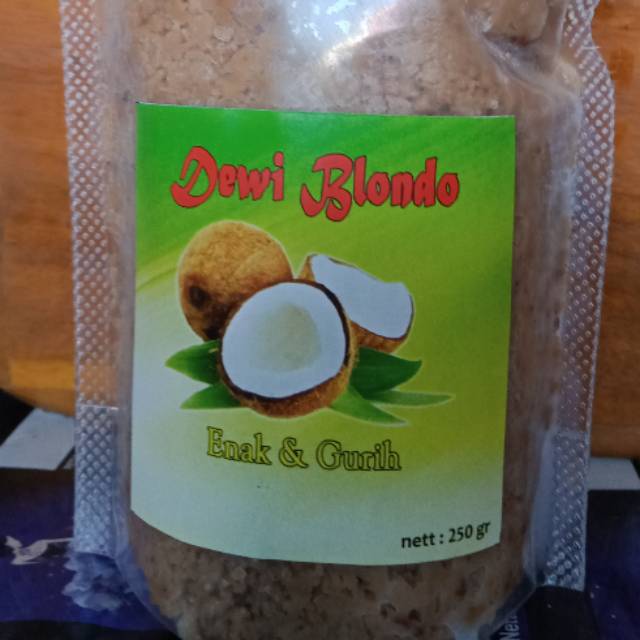 Dewi Blondo
Enak & Gurih
nett : 250 gr